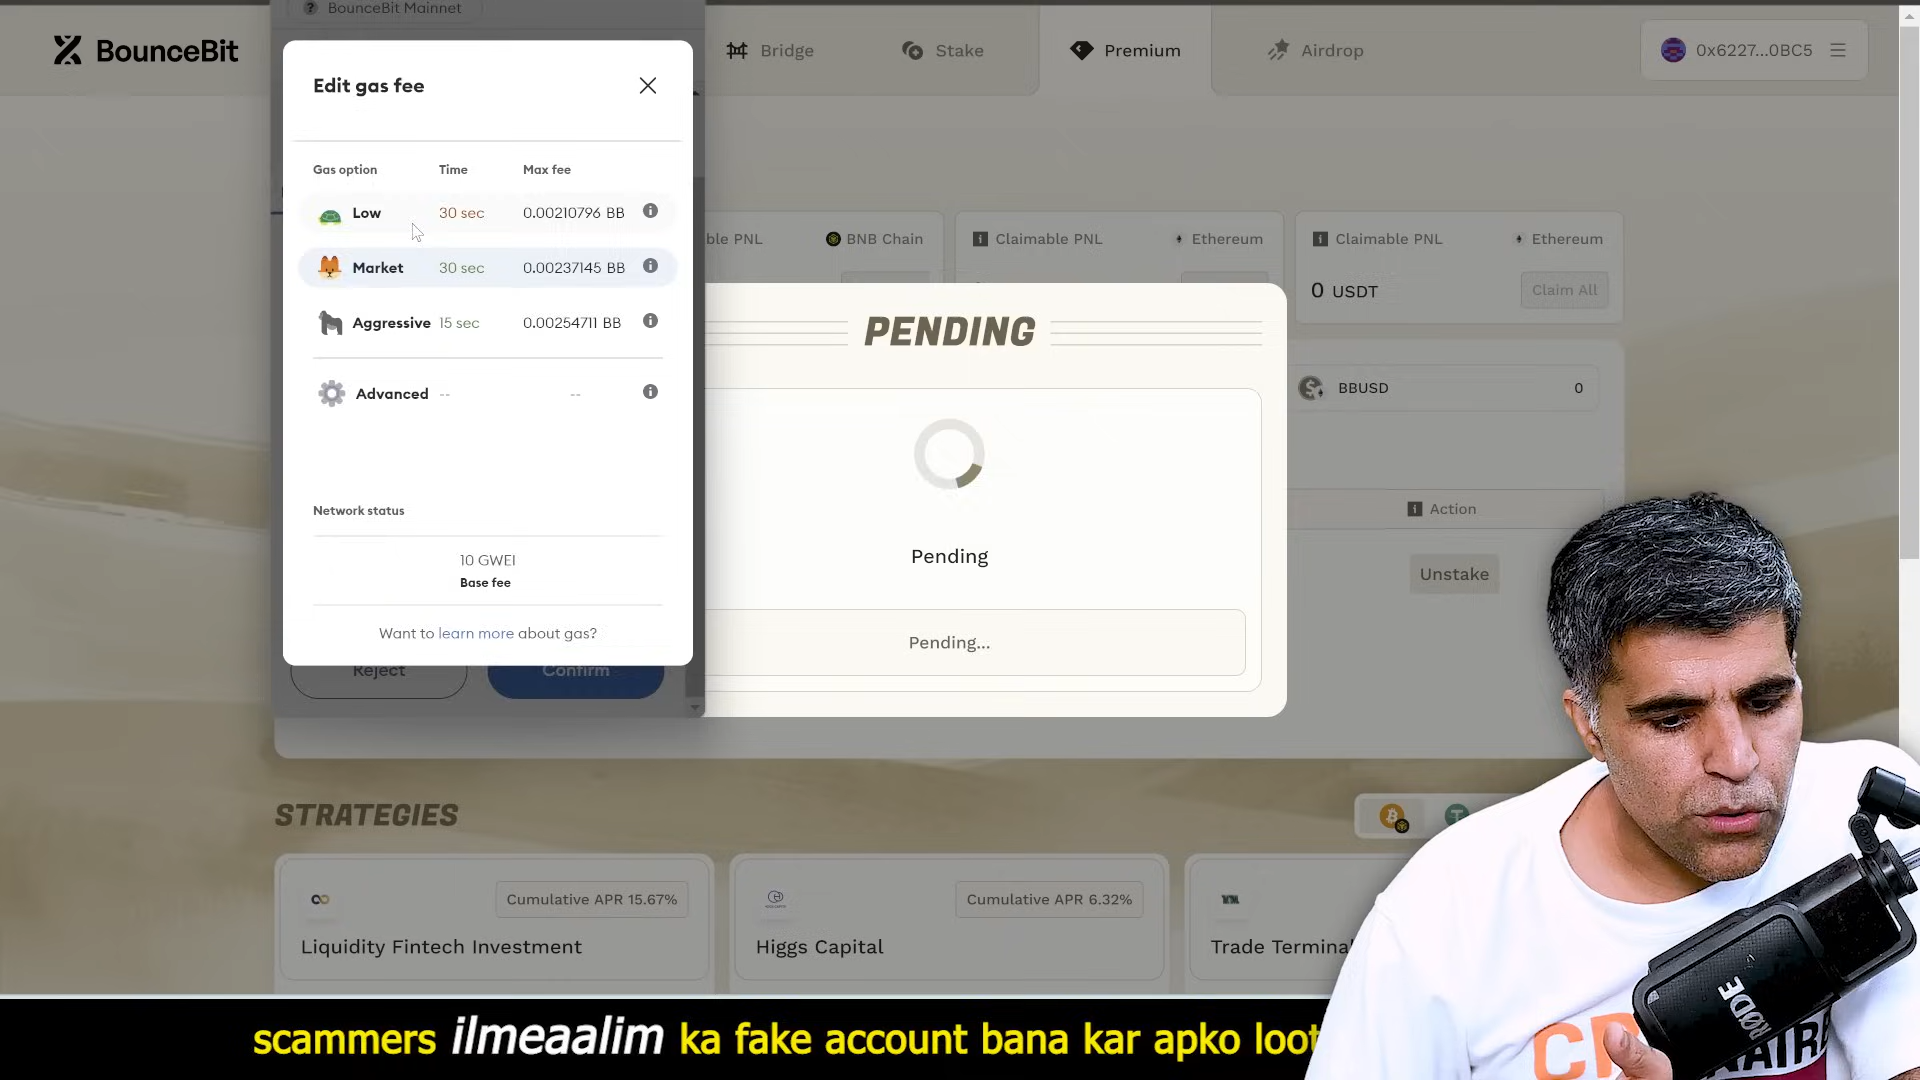 BounceBit Mainnet
BounceBit
Bridge
Stake
Premium
Airdrop
0x6227...0BC5
Edit gas fee
Gas option Time Max fee
Low 30 sec 0.00210796 BB
Market 30 sec 0.00237145 BB
Aggressive 15 sec 0.00254711 BB
Advanced -- --
Network status
10 GWEI
Base fee
Want to learn more about gas?
Reject
Confirm
ble PNL BNB Chain
Claimable PNL Ethereum
Claimable PNL Ethereum
0 USDT Claim All
PENDING
Pending
Pending...
BBUSD 0
Action
Unstake
STRATEGIES
Cumulative APR 15.67%
Liquidity Fintech Investment
Cumulative APR 6.32%
Higgs Capital
Trade Terminal
RØDE
scammers ilmeaalim ka fake account bana kar apko loot